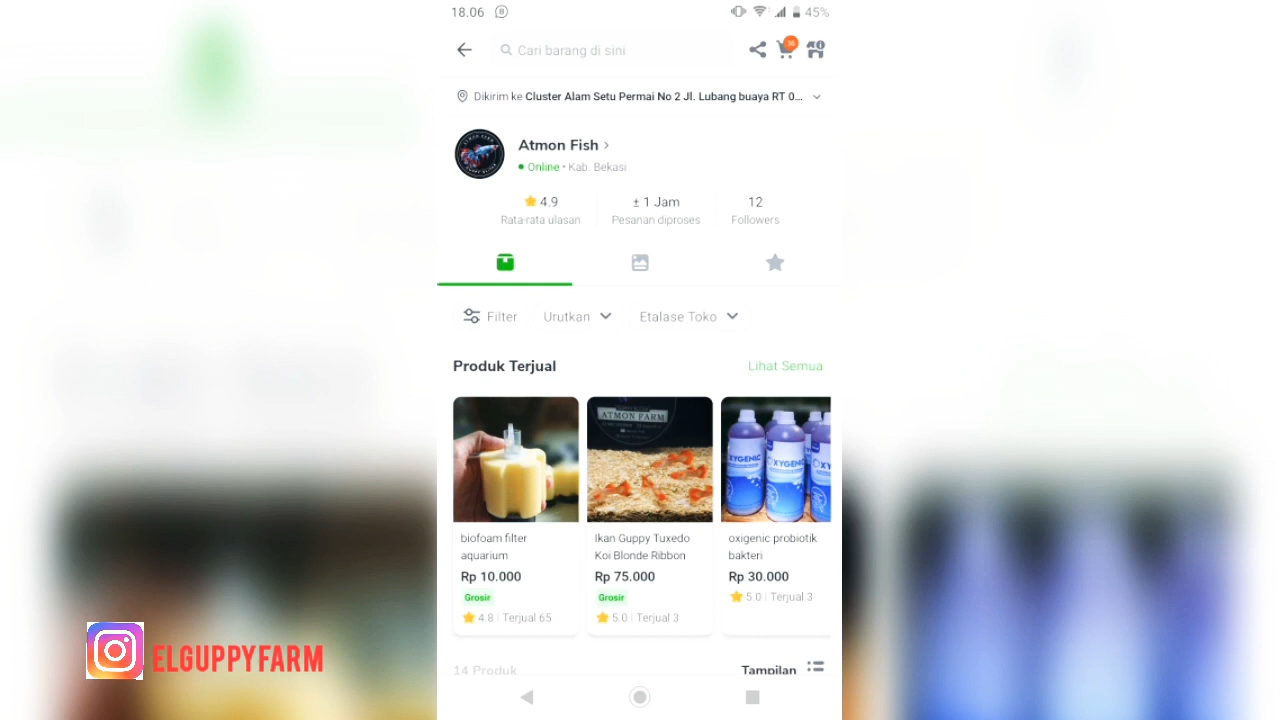 18.06
45%
Cari barang di sini
36
Dikirim ke Cluster Alam Setu Permai No 2 Jl. Lubang buaya RT 0...
Atmon Fish
Online • Kab. Bekasi
4.9
± 1 Jam
12
Rata-rata ulasan
Pesanan diproses
Followers
Filter
Urutkan
Etalase Toko
Produk Terjual
Lihat Semua
ATMON FARM
XYGENIC
OXYGENIC
OXY
biofoam filter
aquarium
Rp 10.000
Grosir
4.8 | Terjual 65
Ikan Guppy Tuxedo
Koi Blonde Ribbon
Rp 75.000
Grosir
5.0 | Terjual 3
oxigenic probiotik
bakteri
Rp 30.000
5.0 | Terjual 3
14 Produk
Tampilan
ELGUPPYFARM